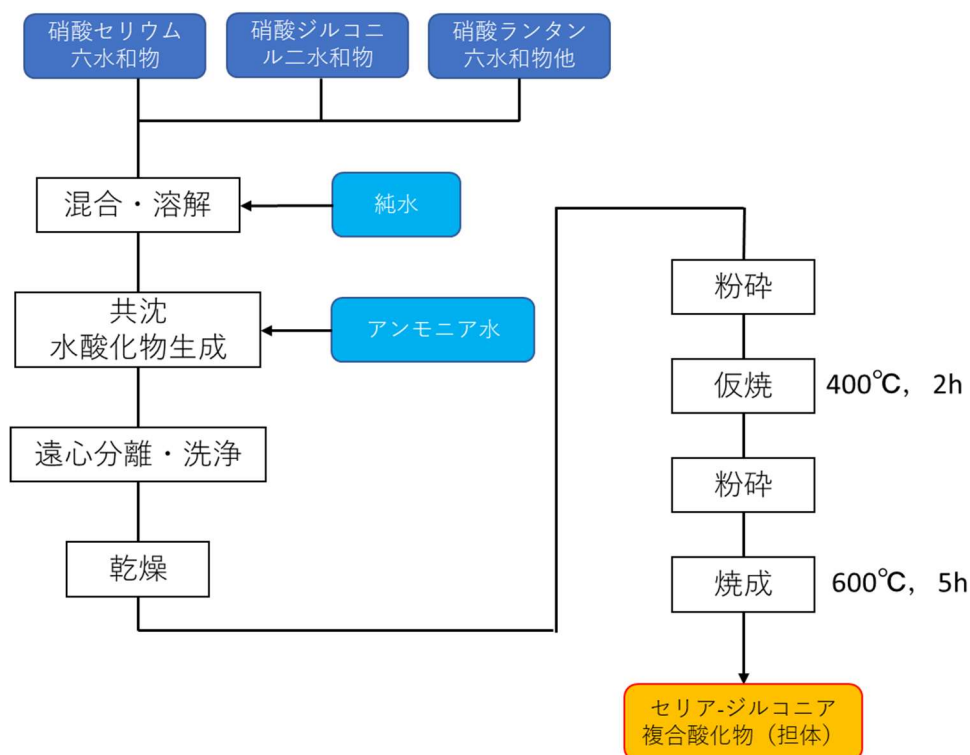 硝酸セリウム
六水和物
硝酸ジルコニ
ル二水和物
硝酸ランタン
六水和物他
混合・溶解
純水
共沈
水酸化物生成
アンモニア水
遠心分離・洗浄
乾燥
粉砕
仮焼
400℃，2h
粉砕
焼成
600℃，5h
セリア-ジルコニア
複合酸化物（担体）